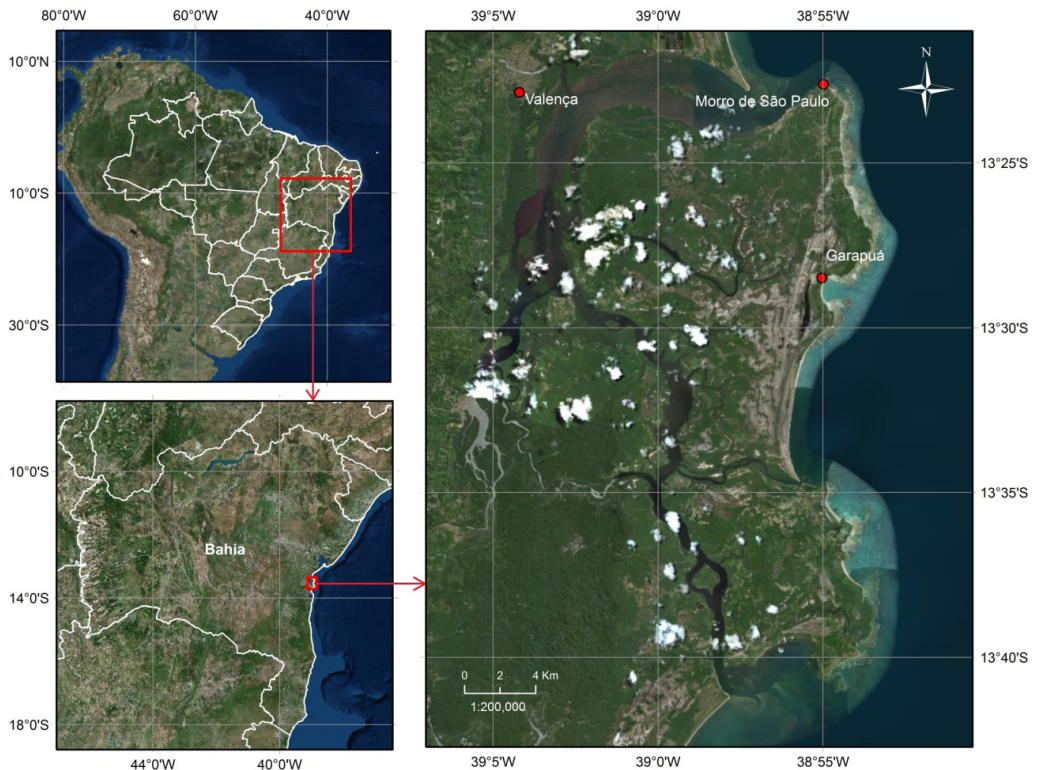 80°0'W 60°0'W 40°0'W
10°0'N
10°0'S
30°0'S
10°0'S
14°0'S
18°0'S
Bahia
44°0'W 40°0'W
39°5'W 39°0'W 38°55'W
N
Valença
Morro de São Paulo
13°25'S
Garapuá
13°30'S
13°35'S
13°40'S
0 2 4 Km
1:200,000
39°5'W 39°0'W 38°55'W